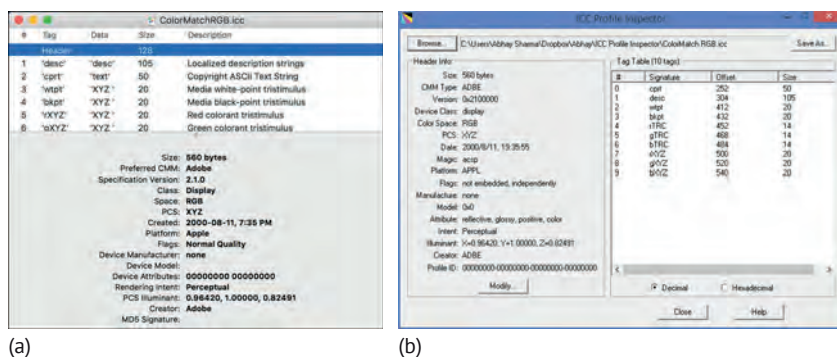 ColorMatchRGB.icc
# Tag Data Size Description
Header 128
1 'desc' 'desc' 105 Localized description strings
2 'cprt' 'text' 50 Copyright ASCII Text String
3 'wtpt' 'XYZ ' 20 Media white-point tristimulus
4 'bkpt' 'XYZ ' 20 Media black-point tristimulus
5 'rXYZ' 'XYZ ' 20 Red colorant tristimulus
6 'gXYZ' 'XYZ ' 20 Green colorant tristimulus
Size: 560 bytes
Preferred CMM: Adobe
Specification Version: 2.1.0
Class: Display
Space: RGB
PCS: XYZ
Created: 2000-08-11, 7:35 PM
Platform: Apple
Flags: Normal Quality
Device Manufacturer: none
Device Model:
Device Attributes: 00000000 00000000
Rendering Intent: Perceptual
PCS Illuminant: 0.96420, 1.00000, 0.82491
Creator: Adobe
MD5 Signature:
(a)
ICC Profile Inspector
Browse... C:\Users\Abhay Sharma\Dropbox\Abhay\ICC Profile Inspector\ColorMatch RGB.icc Save As...
Header Info
Size: 560 bytes
CMM Type: ADBE
Version: 0x2100000
Device Class: display
Color Space: RGB
PCS: XYZ
Date: 2000/8/11, 19:35:55
Magic: acsp
Platform: APPL
Flags: not embedded, independently
Manufacture: none
Model: 0x0
Attribute: reflective, glossy, positive, color
Intent: Perceptual
Illuminant: X=0.96420, Y=1.00000, Z=0.82491
Creator: ADBE
Profile ID: 00000000-00000000-00000000-00000000
Modify...
Tag Table (10 tags)
# Signature Offset Size
0 cprt 252 50
1 desc 304 105
2 wtpt 412 20
3 bkpt 432 20
4 rTRC 452 14
5 gTRC 468 14
6 bTRC 484 14
7 rXYZ 500 20
8 gXYZ 520 20
9 bXYZ 540 20
Decimal Hexadecimal
Close Help
(b)